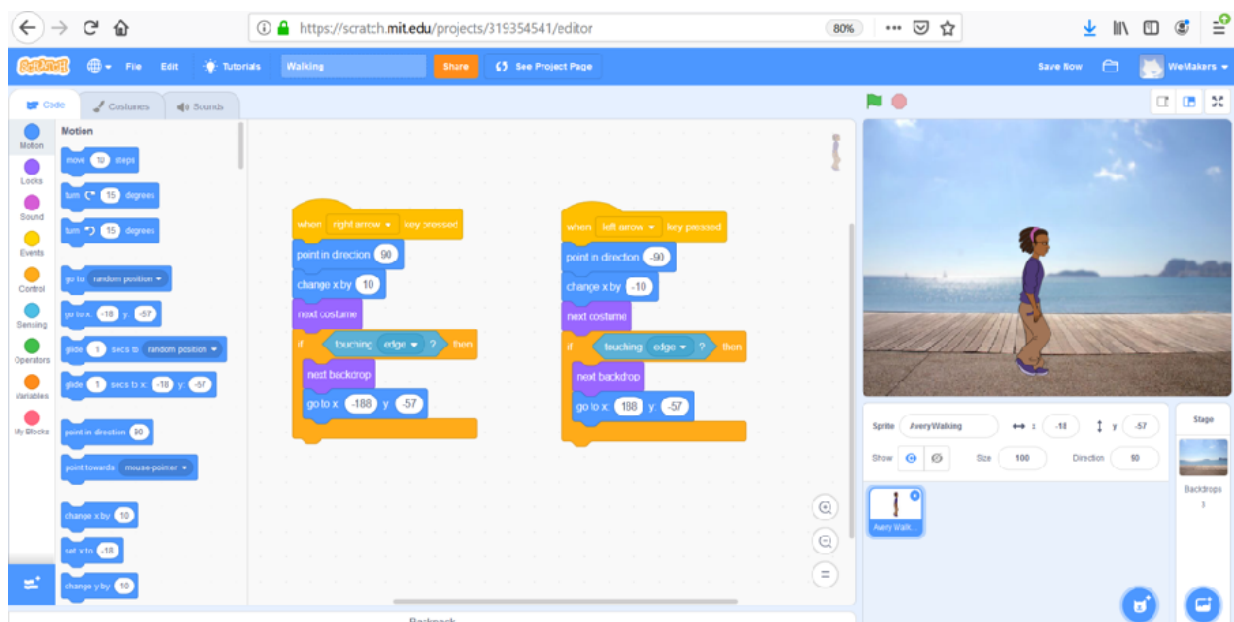 https://scratch.mit.edu/projects/319354541/editor
80%
SCRATCH
File Edit Tutorials Walking Share See Project Page Save Now WeMakers
Code Costumes Sounds
Motion
Looks
Sound
Events
Control
Sensing
Operators
Variables
My Blocks
Motion
move 10 steps
turn 15 degrees
turn 15 degrees
go to random position
go to x: -18 y: -57
glide 1 secs to random position
glide 1 secs to x: -18 y: -57
point in direction 90
point towards mouse-pointer
change x by 10
set x to -18
change y by 10
when right arrow key pressed
point in direction 90
change x by 10
next costume
if touching edge ? then
next backdrop
go to x: -188 y: -57
when left arrow key pressed
point in direction -90
change x by -10
next costume
if touching edge ? then
next backdrop
go to x: 188 y: -57
Sprite AveryWalking x -18 y -57
Show Size 100 Direction 90
Avery Walk...
Stage
Backdrops
3
Backpack